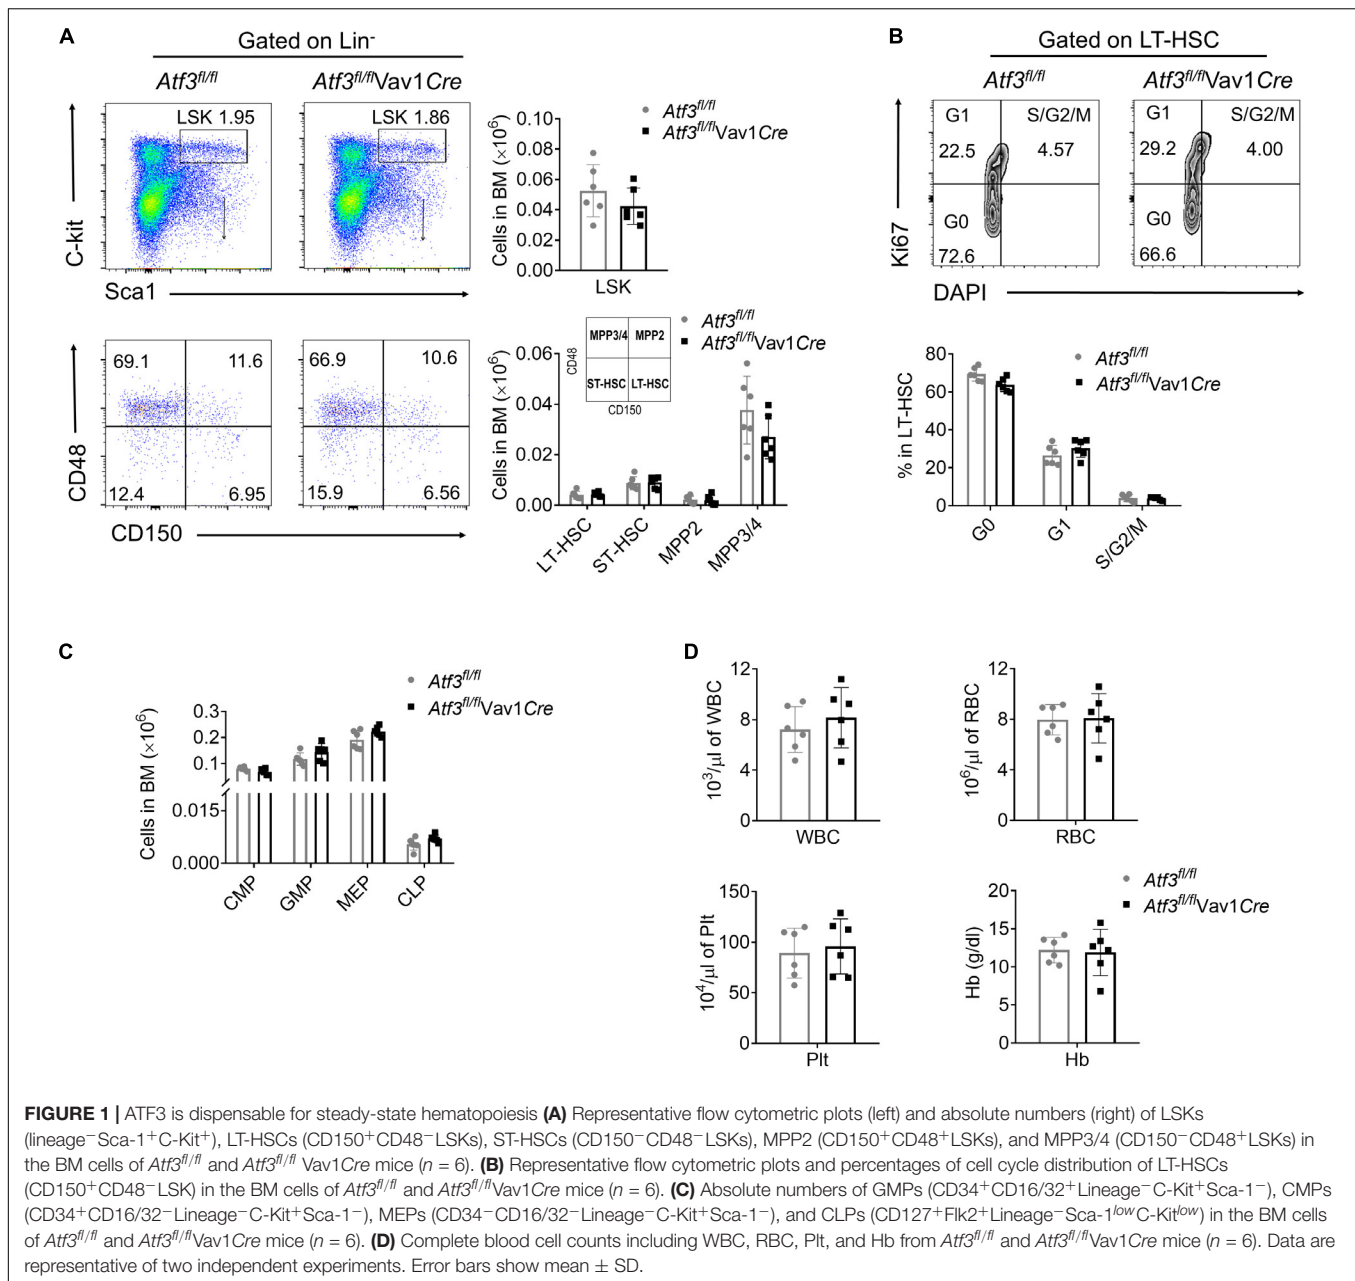 A
Gated on Lin-
Atf3fl/fl
Atf3fl/flVav1Cre
LSK 1.95
LSK 1.86
C-kit
Sca1
69.1
11.6
12.4
6.95
66.9
10.6
15.9
6.56
CD48
CD150
Atf3fl/fl
Atf3fl/flVav1Cre
Cells in BM (×10⁶)
0.10
0.08
0.06
0.04
0.02
0.00
LSK
MPP3/4
MPP2
ST-HSC
LT-HSC
CD48
CD150
Atf3fl/fl
Atf3fl/flVav1Cre
Cells in BM (×10⁶)
0.06
0.04
0.02
0.00
LT-HSC
ST-HSC
MPP2
MPP3/4
B
Gated on LT-HSC
Atf3fl/fl
Atf3fl/flVav1Cre
G1
S/G2/M
22.5
4.57
G0
72.6
G1
S/G2/M
29.2
4.00
G0
66.6
Ki67
DAPI
Atf3fl/fl
Atf3fl/flVav1Cre
% in LT-HSC
80
60
40
20
0
G0
G1
S/G2/M
C
Atf3fl/fl
Atf3fl/flVav1Cre
Cells in BM (×10⁶)
0.3
0.2
0.1
0.015
0.000
CMP
GMP
MEP
CLP
D
10³/µl of WBC
12
8
4
0
WBC
10⁶/µl of RBC
12
8
4
0
RBC
10⁴/µl of Plt
150
100
50
0
Plt
Hb (g/dl)
20
15
10
5
0
Hb
Atf3fl/fl
Atf3fl/flVav1Cre
FIGURE 1 | ATF3 is dispensable for steady-state hematopoiesis (A) Representative flow cytometric plots (left) and absolute numbers (right) of LSKs
(lineage−Sca-1+C-Kit+), LT-HSCs (CD150+CD48−LSKs), ST-HSCs (CD150−CD48−LSKs), MPP2 (CD150+CD48+LSKs), and MPP3/4 (CD150−CD48+LSKs) in
the BM cells of Atf3fl/fl and Atf3fl/fl Vav1Cre mice (n = 6). (B) Representative flow cytometric plots and percentages of cell cycle distribution of LT-HSCs
(CD150+CD48−LSK) in the BM cells of Atf3fl/fl and Atf3fl/flVav1Cre mice (n = 6). (C) Absolute numbers of GMPs (CD34+CD16/32+Lineage−C-Kit+Sca-1−), CMPs
(CD34+CD16/32−Lineage−C-Kit+Sca-1−), MEPs (CD34−CD16/32−Lineage−C-Kit+Sca-1−), and CLPs (CD127+Flk2+Lineage−Sca-1lowC-Kitlow) in the BM cells
of Atf3fl/fl and Atf3fl/flVav1Cre mice (n = 6). (D) Complete blood cell counts including WBC, RBC, Plt, and Hb from Atf3fl/fl and Atf3fl/flVav1Cre mice (n = 6). Data are
representative of two independent experiments. Error bars show mean ± SD.